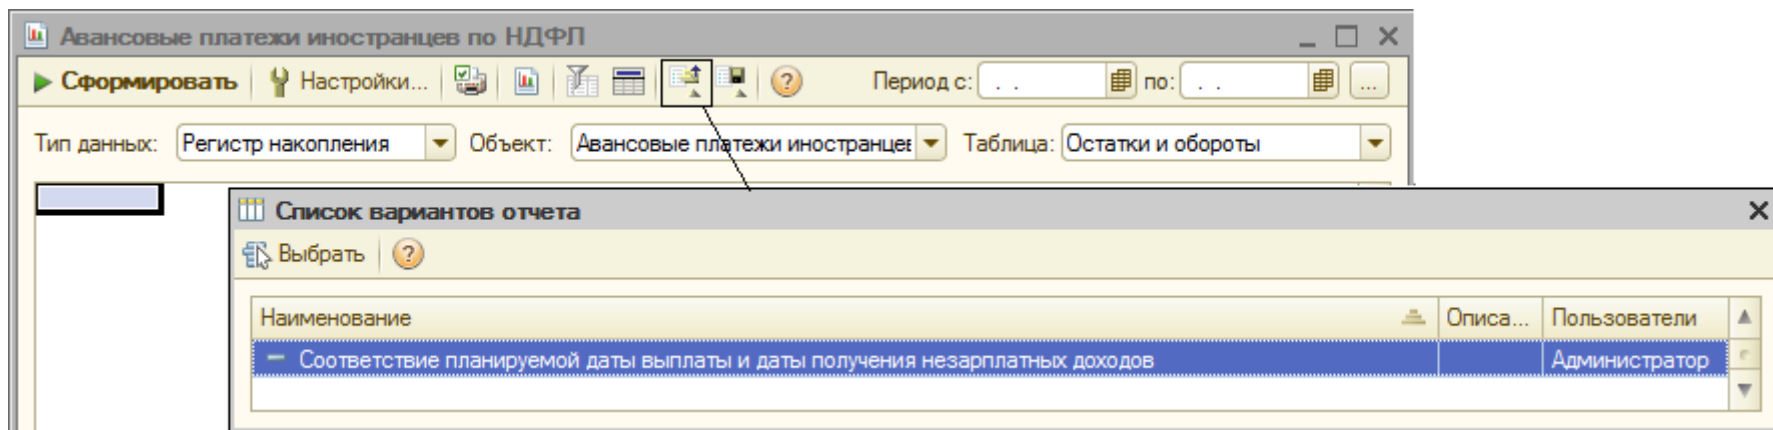 Авансовые платежи иностранцев по НДФЛ
Сформировать Настройки... Период с: . . по: . . ...
Тип данных: Регистр накопления Объект: Авансовые платежи иностранцев Таблица: Остатки и обороты
Список вариантов отчета
Выбрать
Наименование Описа... Пользователи
Соответствие планируемой даты выплаты и даты получения незарплатных доходов Администратор